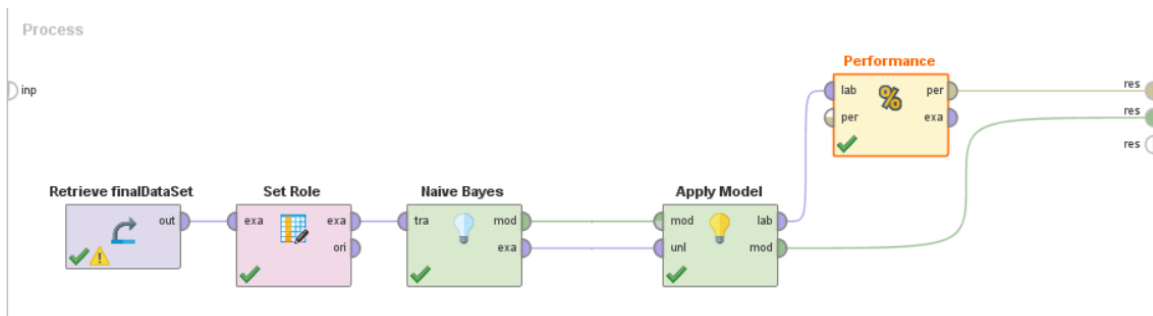 Process
Performance
inp
lab
per
res
per
exa
res
res
Retrieve finalDataSet
Set Role
Naive Bayes
Apply Model
out
exa
exa
tra
mod
mod
lab
ori
exa
unl
mod
%